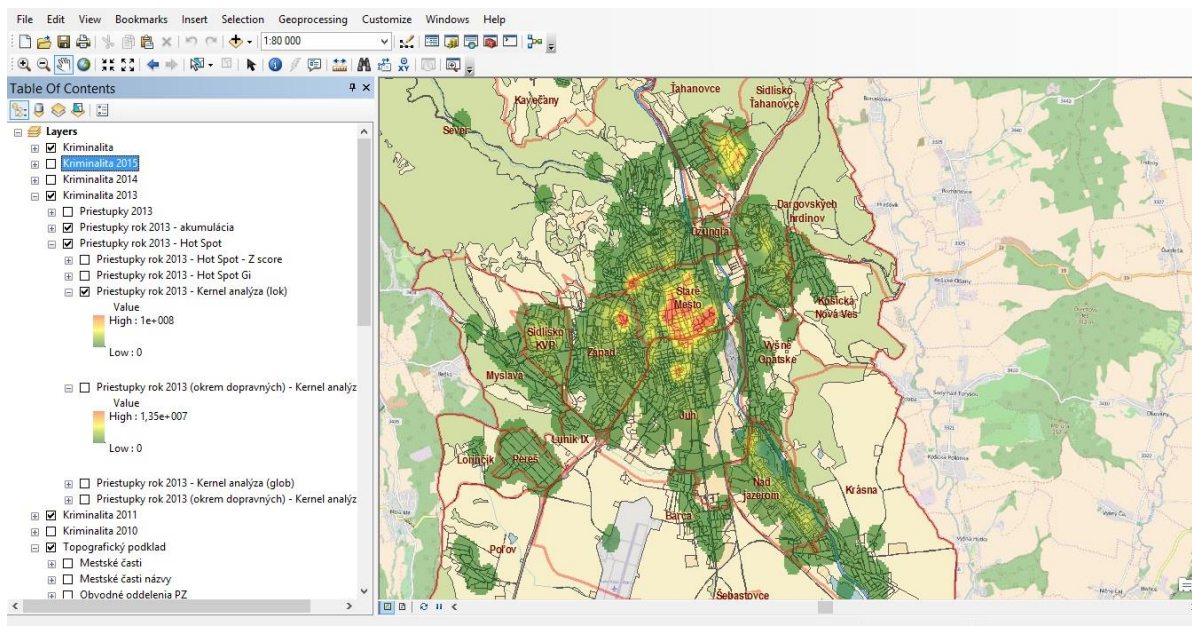 File Edit View Bookmarks Insert Selection Geoprocessing Customize Windows Help
1:80 000
Table Of Contents
Layers
Kriminalita
Kriminalita 2015
Kriminalita 2014
Kriminalita 2013
Priestupky 2013
Priestupky rok 2013 - akumulácia
Priestupky rok 2013 - Hot Spot
Priestupky rok 2013 - Hot Spot - Z score
Priestupky rok 2013 - Hot Spot Gi
Priestupky rok 2013 - Kernel analýza (lok)
Value
High : 1e+008
Low : 0
Priestupky rok 2013 (okrem dopravných) - Kernel analýz
Value
High : 1,35e+007
Low : 0
Priestupky rok 2013 - Kernel analýza (glob)
Priestupky rok 2013 (okrem dopravných) - Kernel analýz
Kriminalita 2011
Kriminalita 2010
Topografický podklad
Mestské časti
Mestské časti názvy
Obvodné oddelenia PZ
Kavečany
Ťahanovce
Sídlisko
Ťahanovce
Sever
Dargovských
hrdinov
Džungľa
Staré
Mesto
Košická
Nová Ves
Sídlisko
KVP
Západ
Vyšné
Opátske
Myslava
Juh
Luník IX
Lorinčík
Pereš
Nad
jazerom
Krásna
Barca
Poľov
Šebastovce